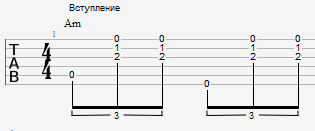 Вступление
Am
1
0 0 0 0
1 1 1 1
T 4 2 2 2 2
A 4
B 0
0
3 3